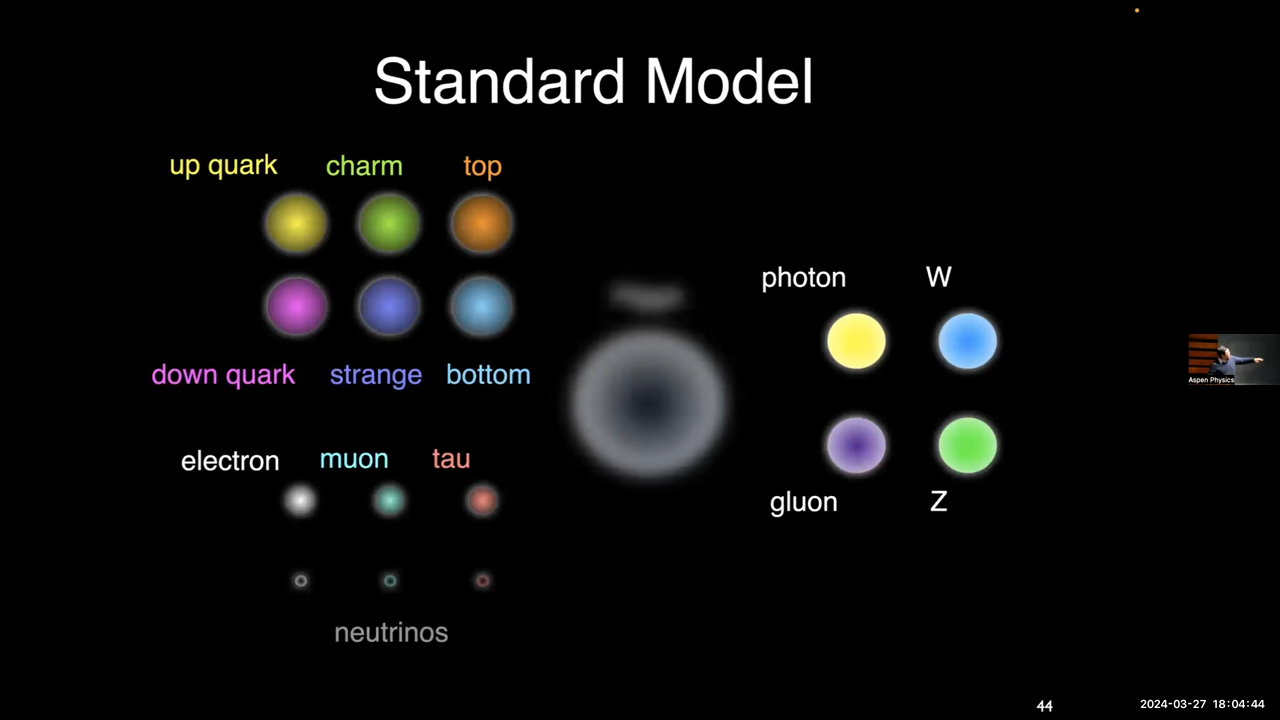 Standard Model
up quark charm top
down quark strange bottom
electron muon tau
neutrinos
photon W
gluon Z
Aspen Physics
44
2024-03-27 18:04:44